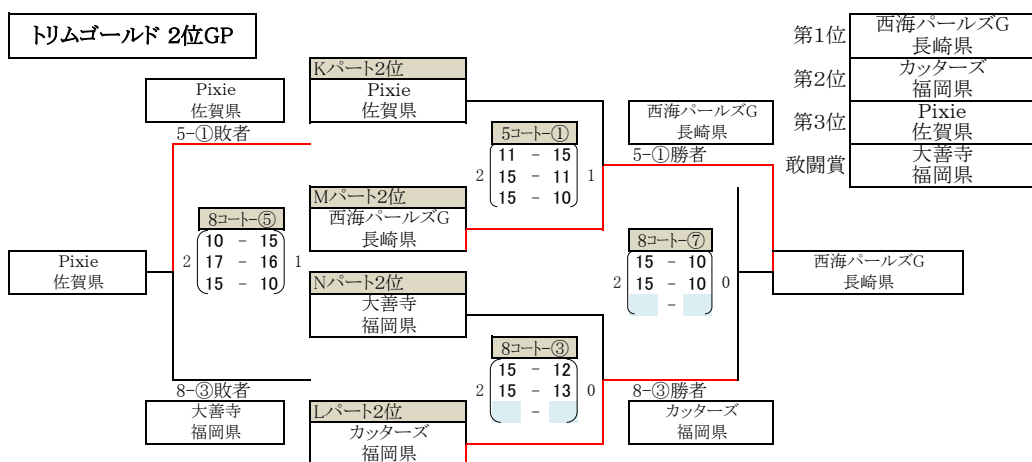 トリムゴールド 2位GP
第1位
西海パールズG
長崎県
第2位
カッターズ
福岡県
第3位
Pixie
佐賀県
敢闘賞
大善寺
福岡県
Pixie
佐賀県
5-①敗者
Kパート2位
Pixie
佐賀県
5コート-①
2
11 - 15
15 - 11
15 - 10
1
西海パールズG
長崎県
5-①勝者
Mパート2位
西海パールズG
長崎県
8コート-⑤
2
10 - 15
17 - 16
15 - 10
1
Pixie
佐賀県
8コート-⑦
2
15 - 10
15 - 10
-
0
西海パールズG
長崎県
Nパート2位
大善寺
福岡県
8コート-③
2
15 - 12
15 - 13
-
0
8-③敗者
大善寺
福岡県
Lパート2位
カッターズ
福岡県
8-③勝者
カッターズ
福岡県